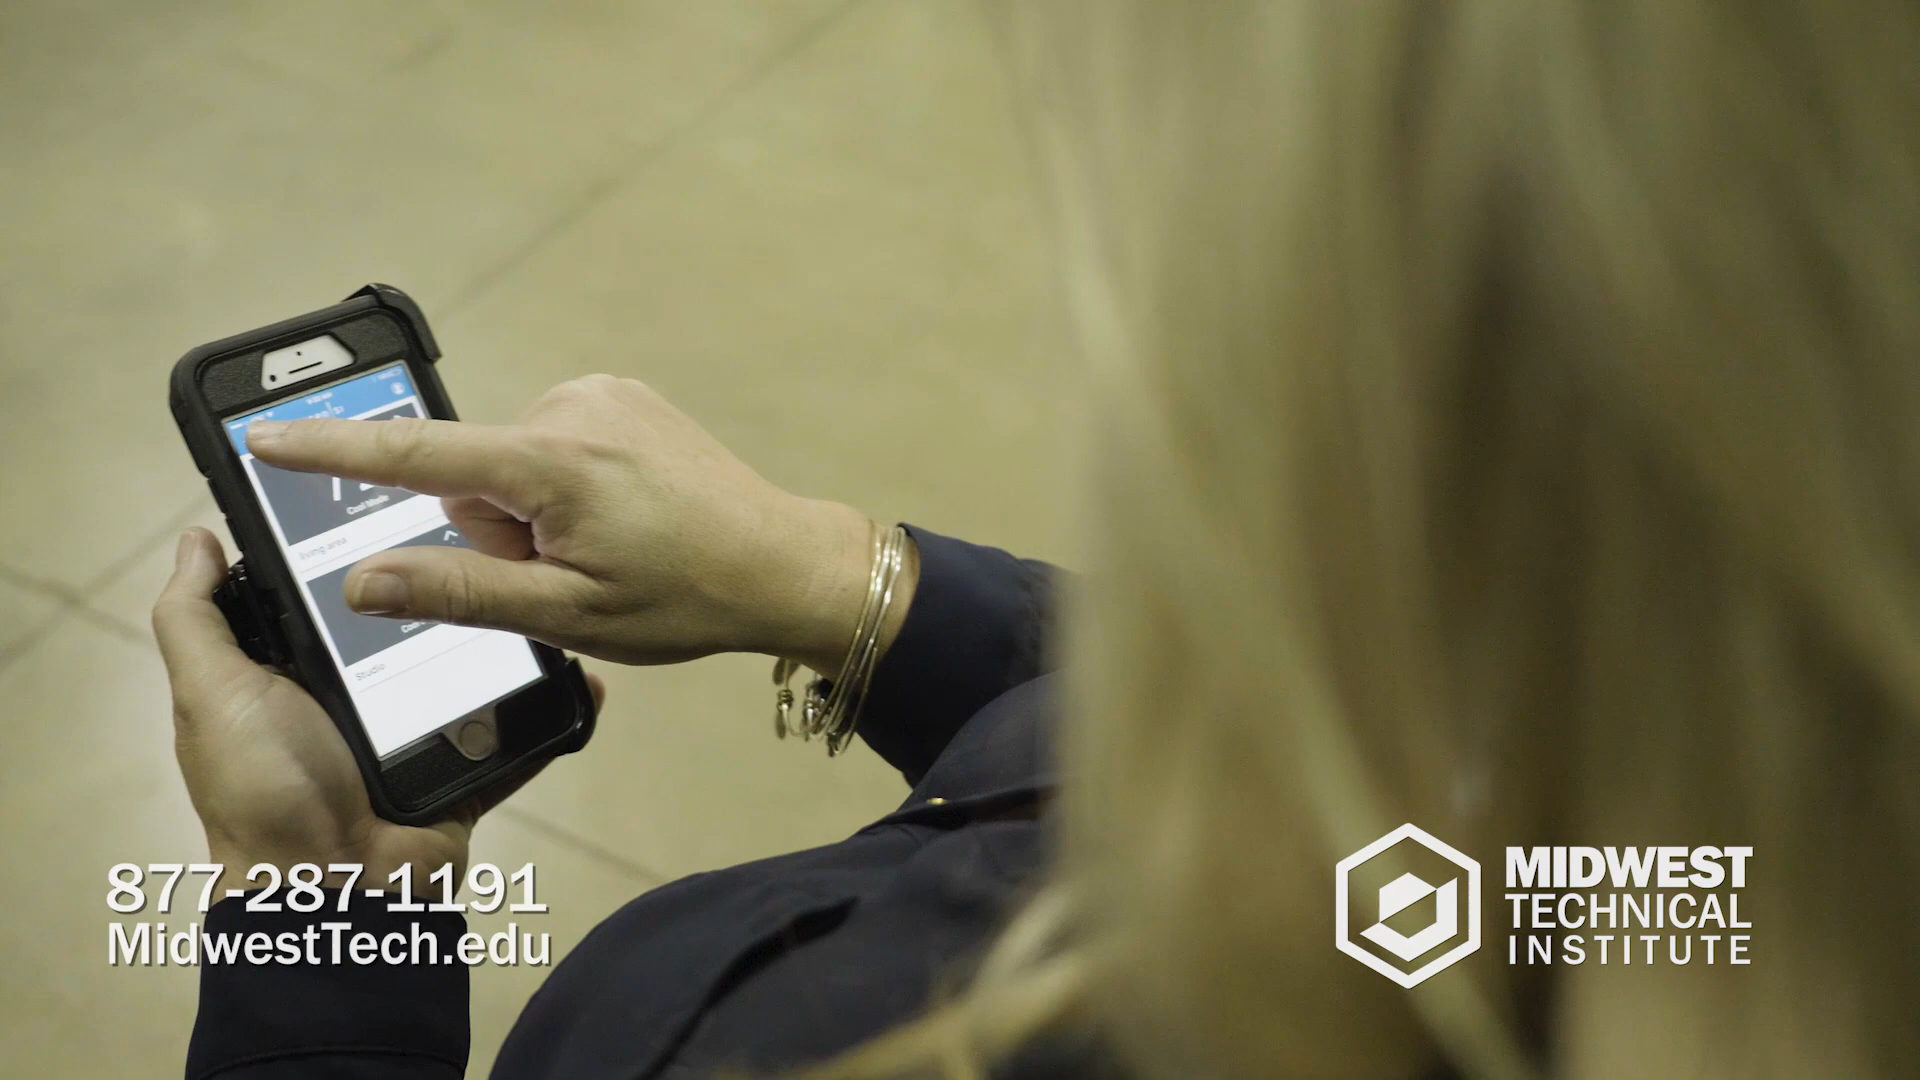 Cool Mode
living area
Studio
877-287-1191
MidwestTech.edu
MIDWEST
TECHNICAL
INSTITUTE